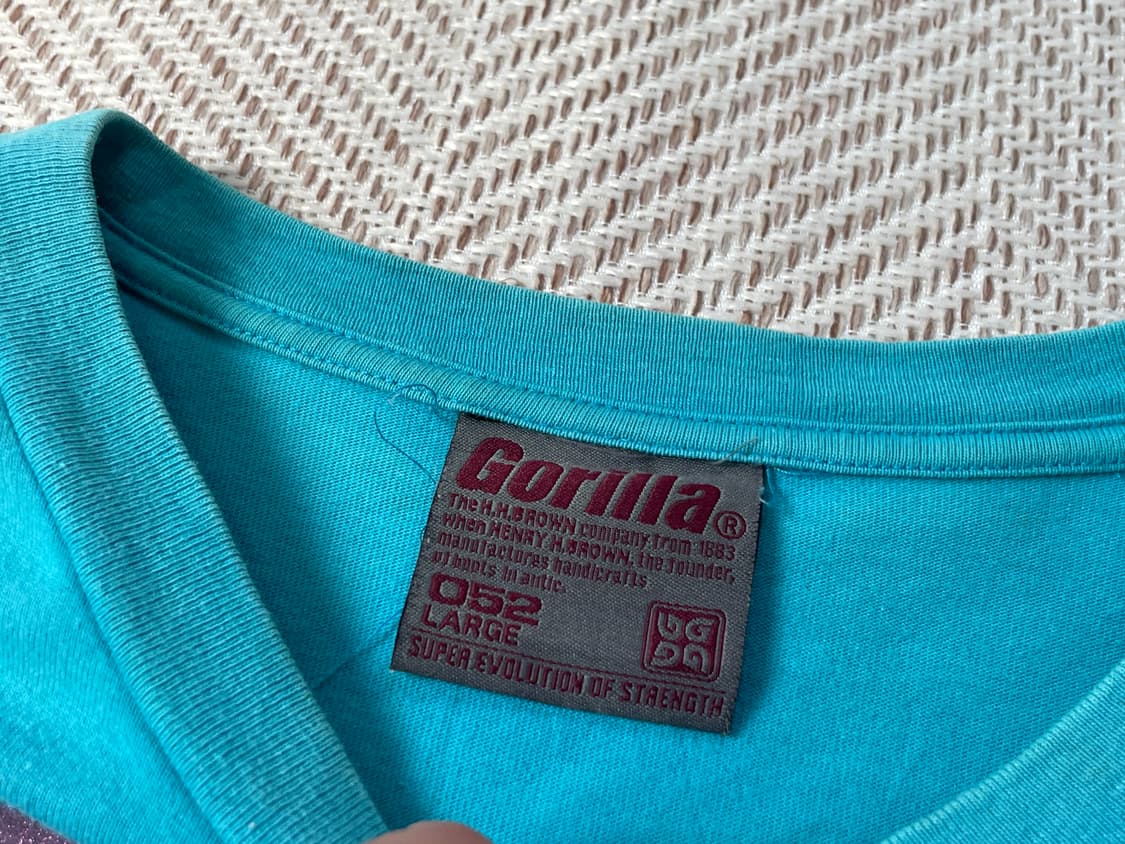 Gorilla®
The H.H.BROWN company.from 1883
when HENRY H.BROWN, the founder,
manufactures handicrafts
of boots in antic.
052
LARGE
SUPER EVOLUTION OF STRENGTH